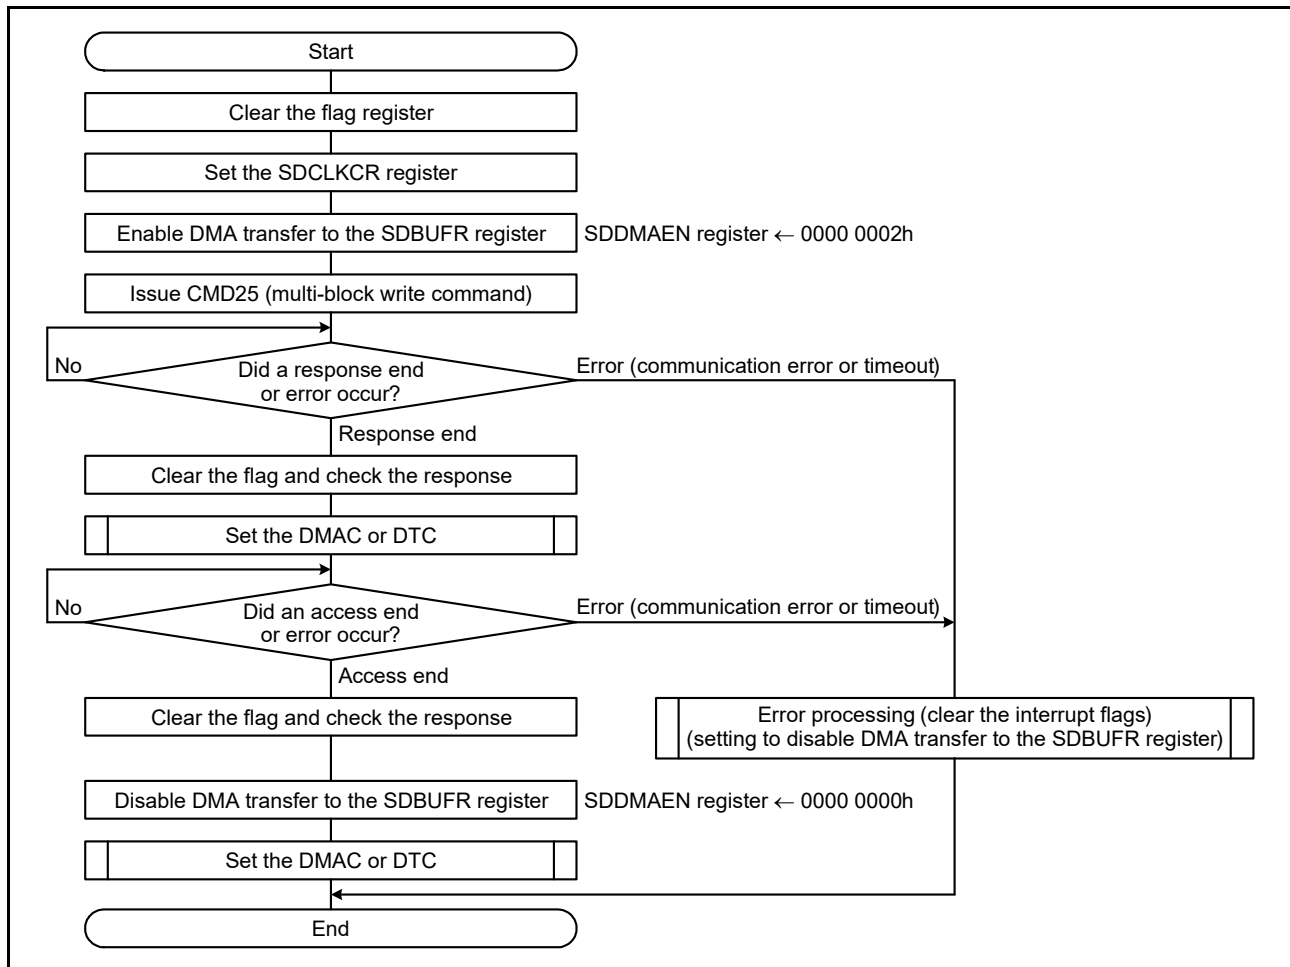 Start
Clear the flag register
Set the SDCLKCR register
Enable DMA transfer to the SDBUFR register
SDDMAEN register ← 0000 0002h
Issue CMD25 (multi-block write command)
No
Did a response end
or error occur?
Error (communication error or timeout)
Response end
Clear the flag and check the response
Set the DMAC or DTC
No
Did an access end
or error occur?
Error (communication error or timeout)
Access end
Clear the flag and check the response
Error processing (clear the interrupt flags)
(setting to disable DMA transfer to the SDBUFR register)
Disable DMA transfer to the SDBUFR register
SDDMAEN register ← 0000 0000h
Set the DMAC or DTC
End